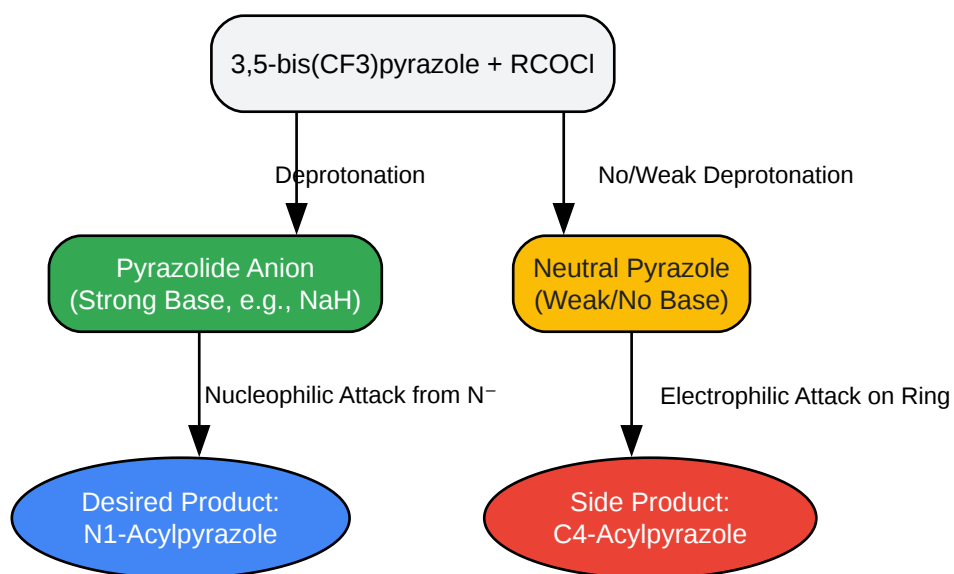 3,5-bis(CF3)pyrazole + RCOCl
Deprotonation
No/Weak Deprotonation
Pyrazolide Anion
(Strong Base, e.g., NaH)
Neutral Pyrazole
(Weak/No Base)
Nucleophilic Attack from N⁻
Electrophilic Attack on Ring
Desired Product:
N1-Acylpyrazole
Side Product:
C4-Acylpyrazole